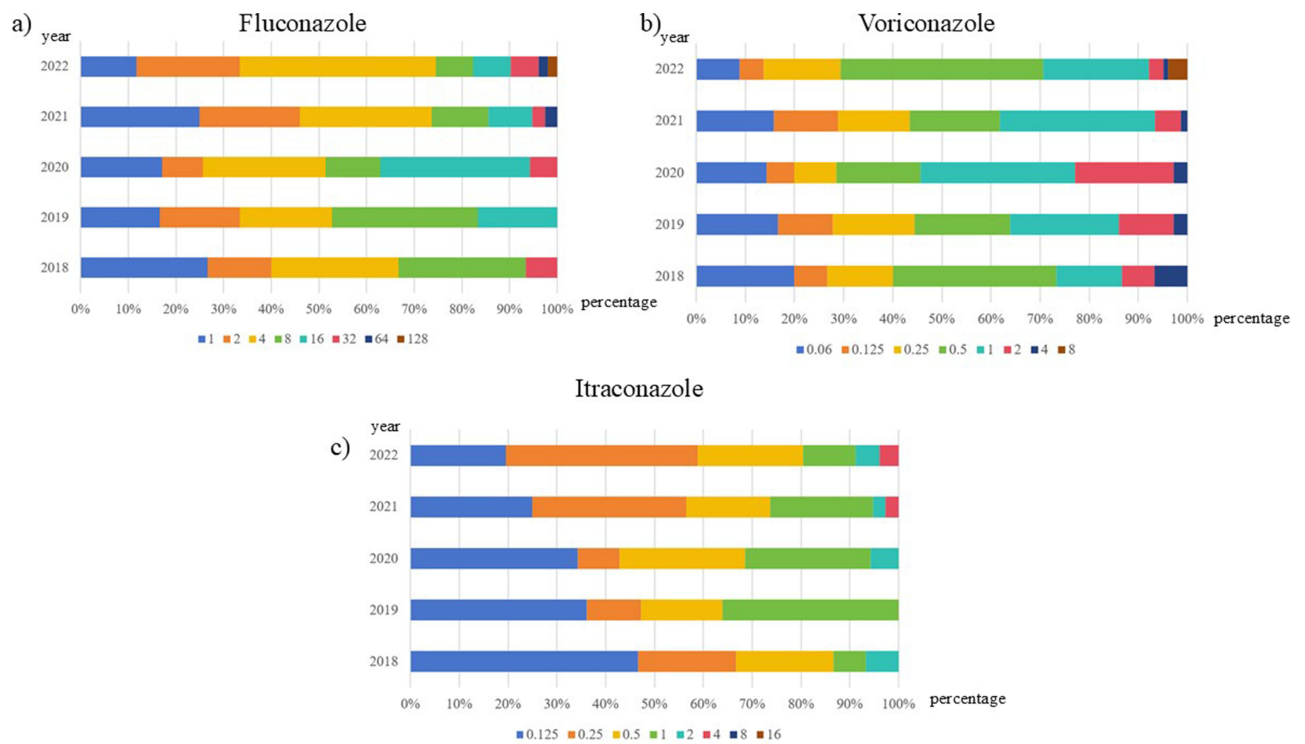 a)
Fluconazole
year
2022
2021
2020
2019
2018
0% 10% 20% 30% 40% 50% 60% 70% 80% 90% 100%
percentage
1 2 4 8 16 32 64 128
b)
Voriconazole
year
2022
2021
2020
2019
2018
0% 10% 20% 30% 40% 50% 60% 70% 80% 90% 100%
percentage
0.06 0.125 0.25 0.5 1 2 4 8
Itraconazole
c)
year
2022
2021
2020
2019
2018
0% 10% 20% 30% 40% 50% 60% 70% 80% 90% 100%
percentage
0.125 0.25 0.5 1 2 4 8 16